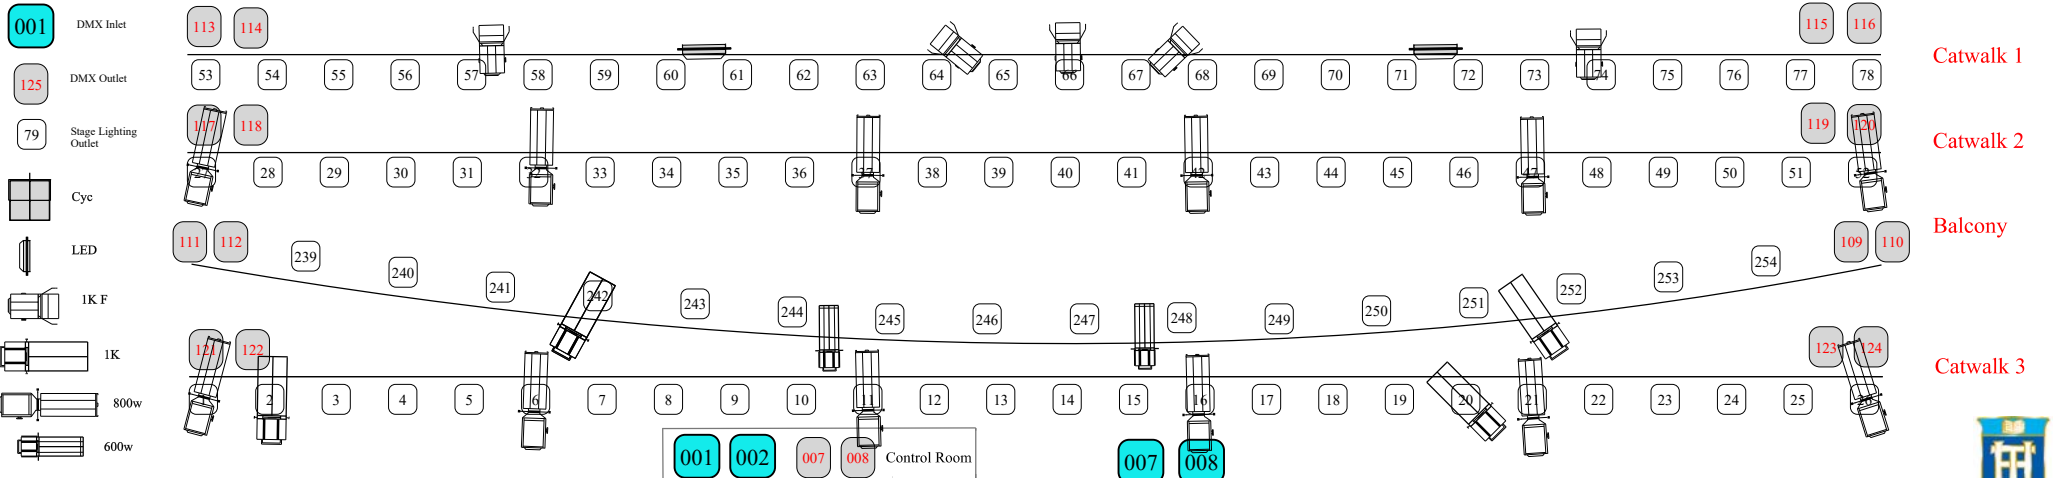 001 DMX Inlet
125 DMX Outlet
79 Stage Lighting
Outlet
Cyc
LED
1K F
1K
800w
600w
113 114 115 116
Catwalk 1
53 54 55 56 57 58 59 60 61 62 63 64 65 66 67 68 69 70 71 72 73 74 75 76 77 78
117 118 119 120
Catwalk 2
28 29 30 31 33 34 35 36 37 38 39 40 41 42 43 44 45 46 47 48 49 50 51 52
Balcony
111 112 109 110
239 240 241 242 243 244 245 246 247 248 249 250 251 252 253 254
121 122 123 124
Catwalk 3
2 3 4 5 6 7 8 9 10 11 12 13 14 15 16 17 18 19 20 21 22 23 24 25 26
001 002 007 008 Control Room
007 008